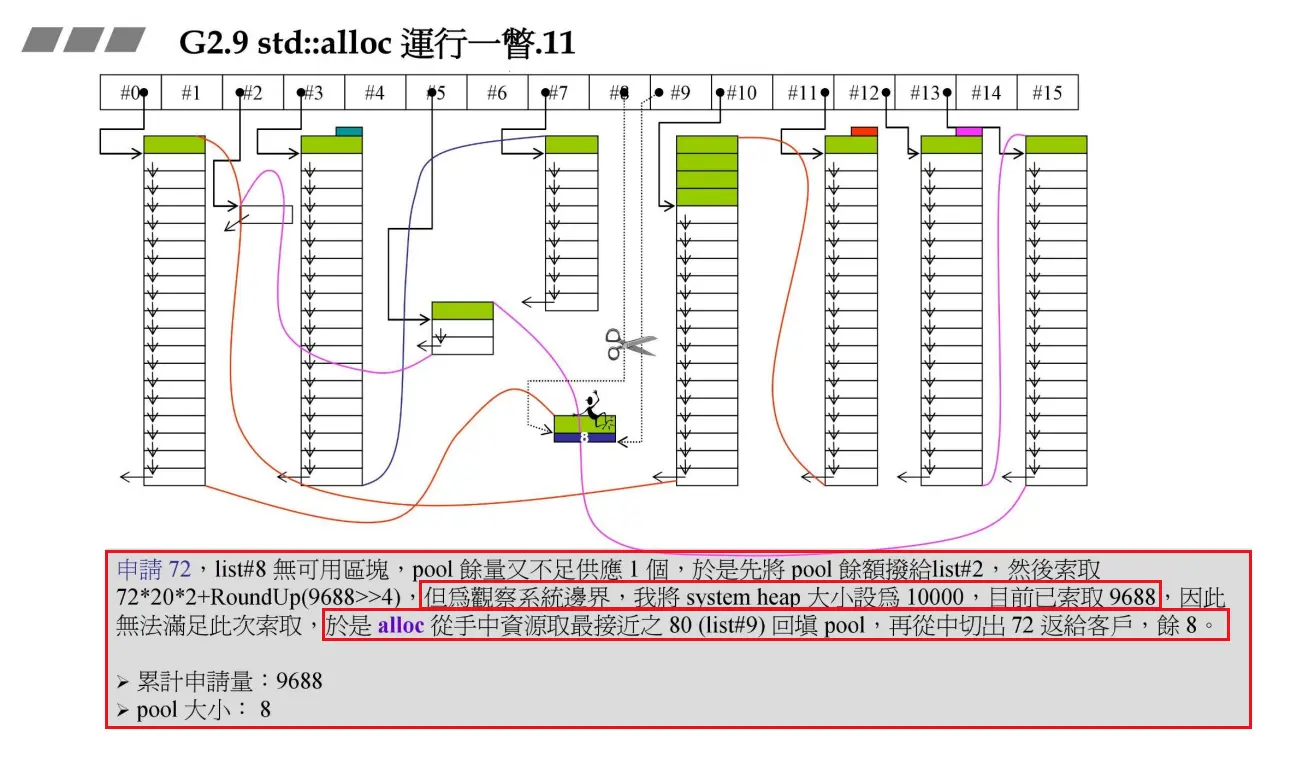 G2.9 std::alloc 運行一瞥.11
#0 #1 #2 #3 #4 #5 #6 #7 #8 #9 #10 #11 #12 #13 #14 #15
8
申請 72，list#8 無可用區塊，pool 餘量又不足供應 1 個，於是先將 pool 餘額撥給list#2，然後索取
72*20*2+RoundUp(9688>>4)，但爲觀察系統邊界，我將 system heap 大小設爲 10000，目前已索取 9688，因此
無法滿足此次索取，於是 alloc 從手中資源取最接近之 80 (list#9) 回填 pool，再從中切出 72 返給客戶，餘 8。
➢ 累計申請量：9688
➢ pool 大小： 8